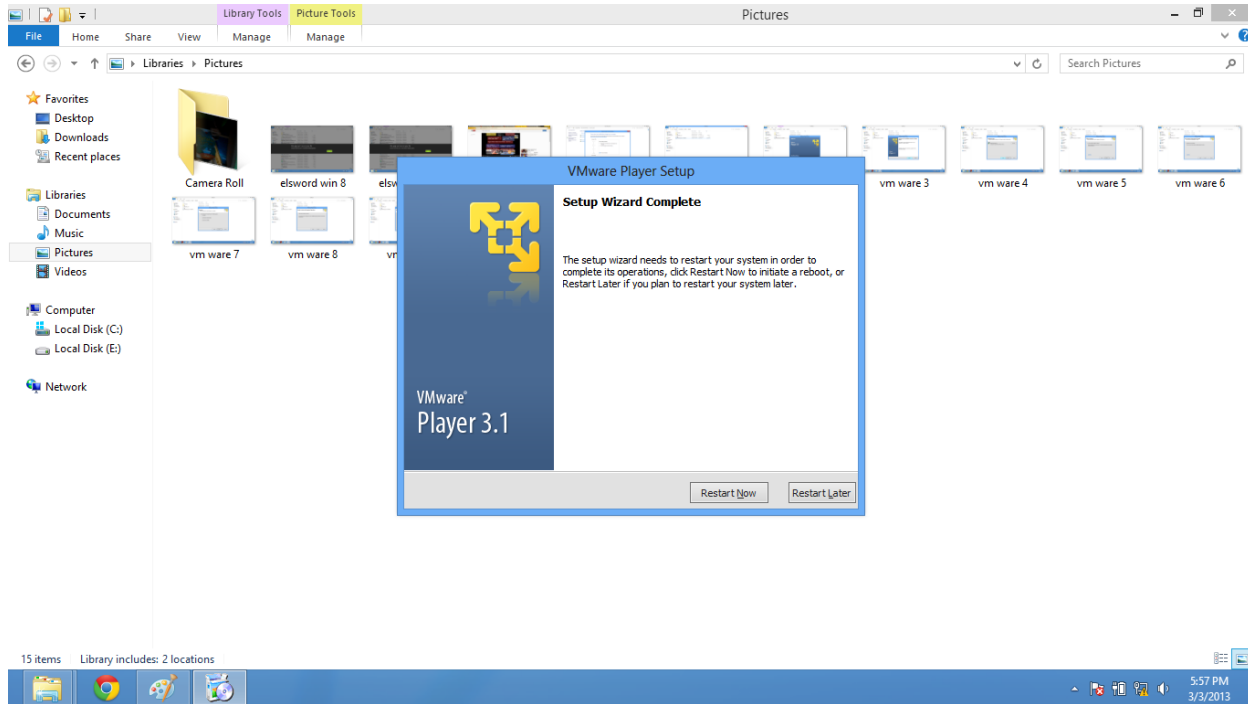 Library Tools
Picture Tools
Pictures
File
Home
Share
View
Manage
Manage
Libraries
Pictures
Search Pictures
Favorites
Desktop
Downloads
Recent places
Libraries
Documents
Music
Pictures
Videos
Computer
Local Disk (C:)
Local Disk (E:)
Network
Camera Roll
elsword win 8
vm ware 3
vm ware 4
vm ware 5
vm ware 6
vm ware 7
vm ware 8
VMware Player Setup
Setup Wizard Complete
The setup wizard needs to restart your system in order to
complete its operations, click Restart Now to initiate a reboot, or
Restart Later if you plan to restart your system later.
VMware®
Player 3.1
Restart Now
Restart Later
15 items
Library includes: 2 locations
5:57 PM
3/3/2013